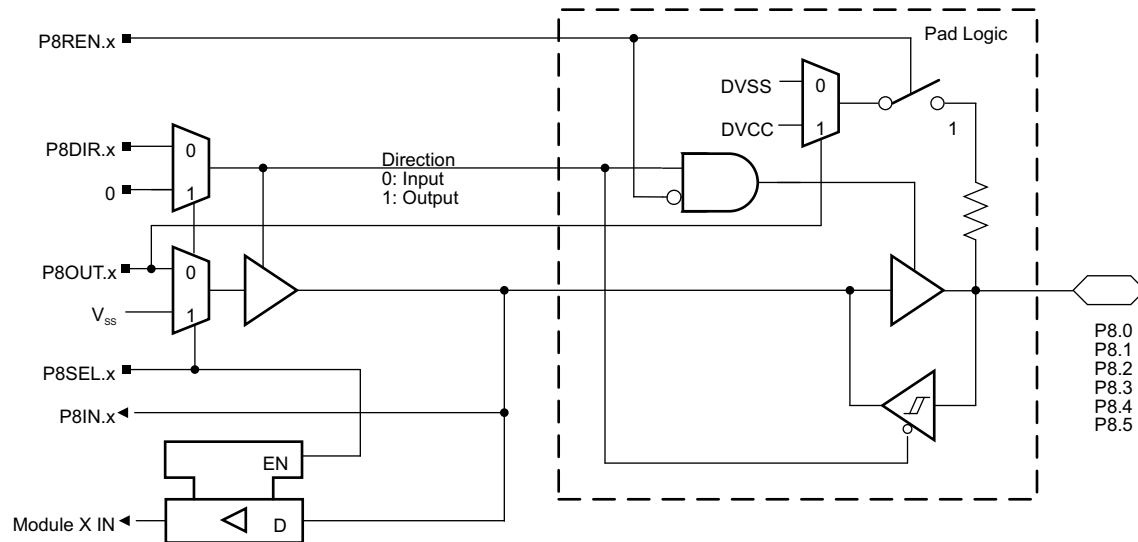 P8REN.x
Pad Logic
DVSS
0
DVCC
1
1
P8DIR.x
0
0
1
Direction
0: Input
1: Output
P8OUT.x
0
VSS
1
P8SEL.x
P8IN.x
EN
Module X IN
D
P8.0
P8.1
P8.2
P8.3
P8.4
P8.5